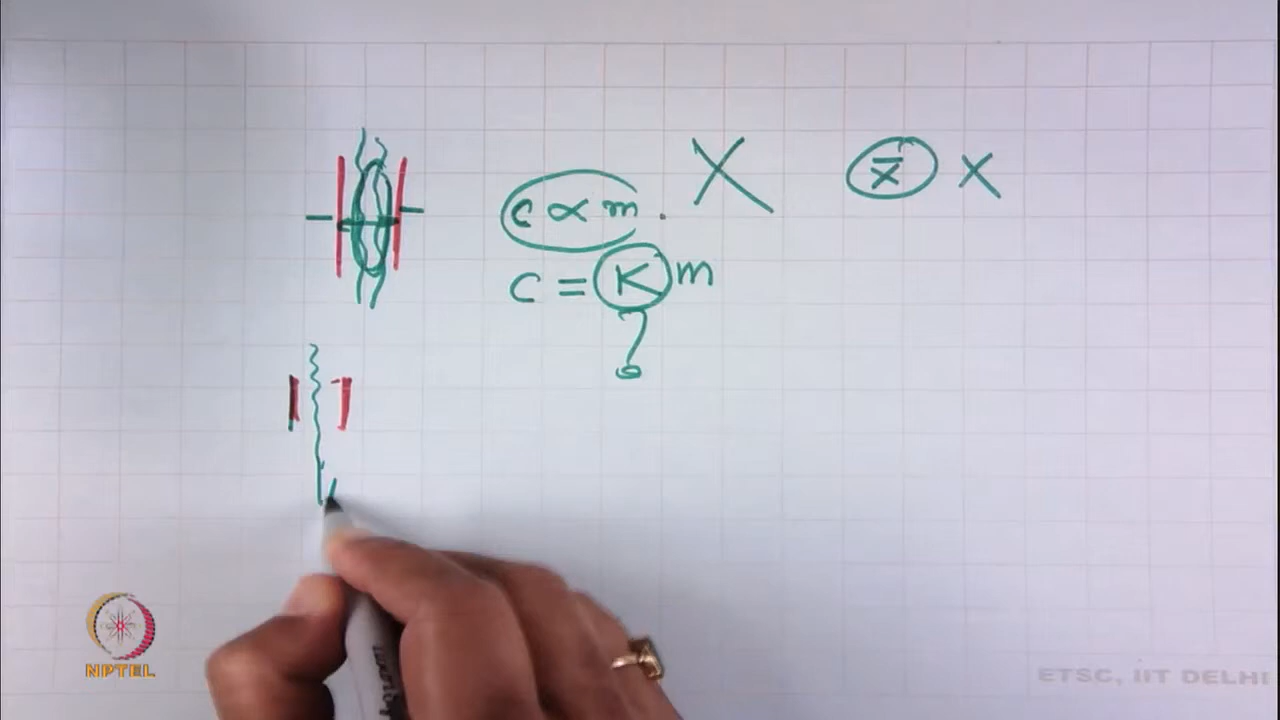 c ∝ m . X x̄ X
c = K m
?
NPTEL
ETSC, IIT DELHI